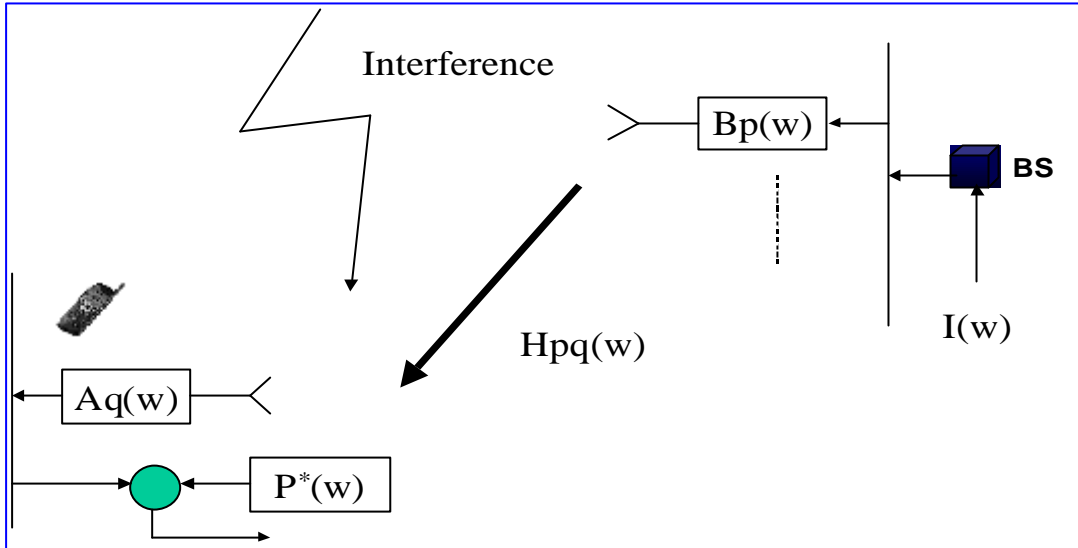 Interference
Bp(w)
BS
I(w)
Hpq(w)
Aq(w)
P*(w)